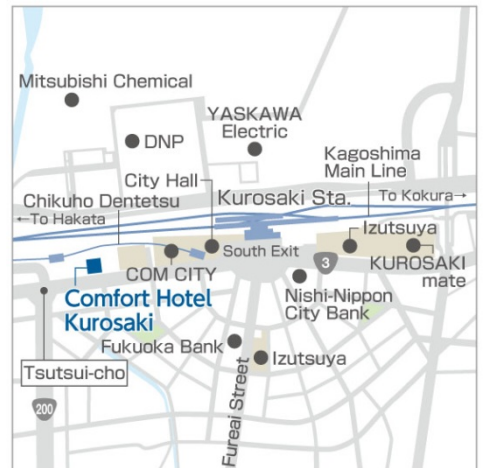 Mitsubishi Chemical
YASKAWA
Electric
DNP
Kagoshima
Main Line
City Hall
Kurosaki Sta.
To Kokura→
Chikuho Dentetsu
←To Hakata
Izutsuya
South Exit
3
COM CITY
KUROSAKI
mate
Comfort Hotel
Kurosaki
Nishi-Nippon
City Bank
Fukuoka Bank
Izutsuya
Tsutsui-cho
Fureai Street
200